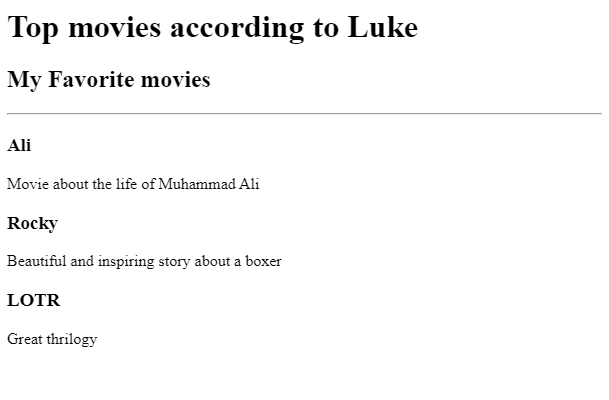 Top movies according to Luke
My Favorite movies
Ali
Movie about the life of Muhammad Ali
Rocky
Beautiful and inspiring story about a boxer
LOTR
Great thrilogy